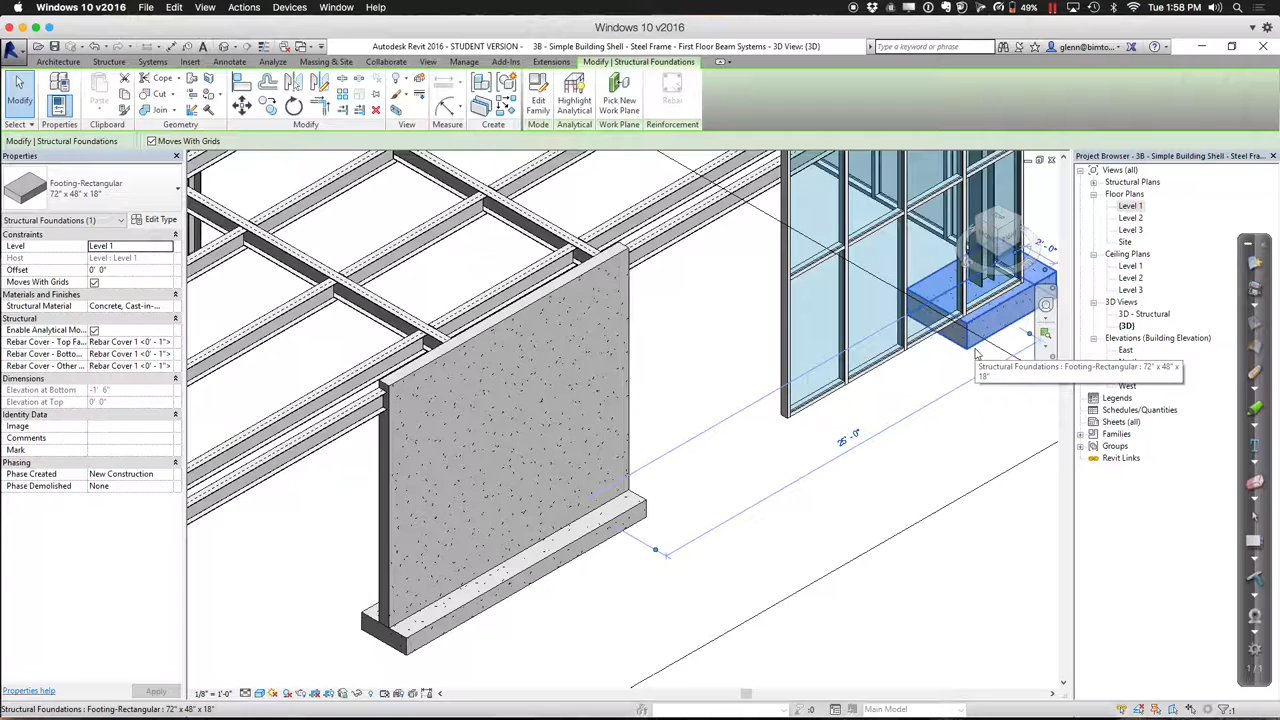 Windows 10 v2016 File Edit View Actions Devices Window Help 49% Tue 1:58 PM
Windows 10 v2016
Autodesk Revit 2016 - STUDENT VERSION - 3B - Simple Building Shell - Steel Frame - First Floor Beam Systems - 3D View: {3D} Type a keyword or phrase glenn@bimto...
Architecture Structure Systems Insert Annotate Analyze Massing & Site Collaborate View Manage Add-Ins Extensions Modify | Structural Foundations
Modify Paste Cope Cut Join Edit Family Highlight Analytical Pick New Work Plane Rebar
Select Properties Clipboard Geometry Modify View Measure Create Mode Analytical Work Plane Reinforcement
Modify | Structural Foundations Moves With Grids
Properties
Footing-Rectangular
72" x 48" x 18"
Structural Foundations (1) Edit Type
Constraints
Level Level 1
Host Level : Level 1
Offset 0' 0"
Moves With Grids
Materials and Finishes
Structural Material Concrete, Cast-in-...
Structural
Enable Analytical Mo...
Rebar Cover - Top Fa... Rebar Cover 1 <0' - 1">
Rebar Cover - Botto... Rebar Cover 1 <0' - 1">
Rebar Cover - Other ... Rebar Cover 1 <0' - 1">
Dimensions
Elevation at Bottom -1' 6"
Elevation at Top 0' 0"
Identity Data
Image
Comments
Mark
Phasing
Phase Created New Construction
Phase Demolished None
Properties help Apply
2' - 0"
25' - 0"
Structural Foundations : Footing-Rectangular : 72" x 48" x
18"
Project Browser - 3B - Simple Building Shell - Steel Fra...
Views (all)
Structural Plans
Floor Plans
Level 1
Level 2
Level 3
Site
Ceiling Plans
Level 1
Level 2
Level 3
3D Views
3D - Structural
{3D}
Elevations (Building Elevation)
East
West
Legends
Schedules/Quantities
Sheets (all)
Families
Groups
Revit Links
1/1
1/8" = 1'-0"
Structural Foundations : Footing-Rectangular : 72" x 48" x 18" :0 Main Model :1